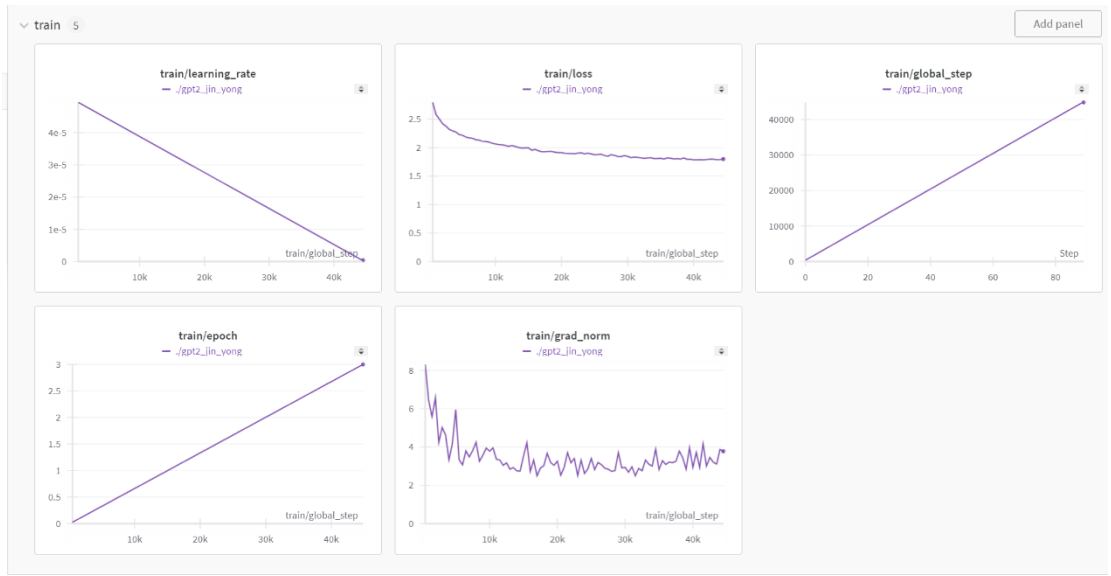 train 5
Add panel
train/learning_rate
./gpt2_jin_yong
4e-5
3e-5
2e-5
1e-5
0
train/global_step
10k 20k 30k 40k
train/loss
./gpt2_jin_yong
2.5
2
1.5
1
0.5
0
train/global_step
10k 20k 30k 40k
train/global_step
./gpt2_jin_yong
40000
30000
20000
10000
0
Step
0 20 40 60 80
train/epoch
./gpt2_jin_yong
3
2.5
2
1.5
1
0.5
0
train/global_step
10k 20k 30k 40k
train/grad_norm
./gpt2_jin_yong
8
6
4
2
0
train/global_step
10k 20k 30k 40k